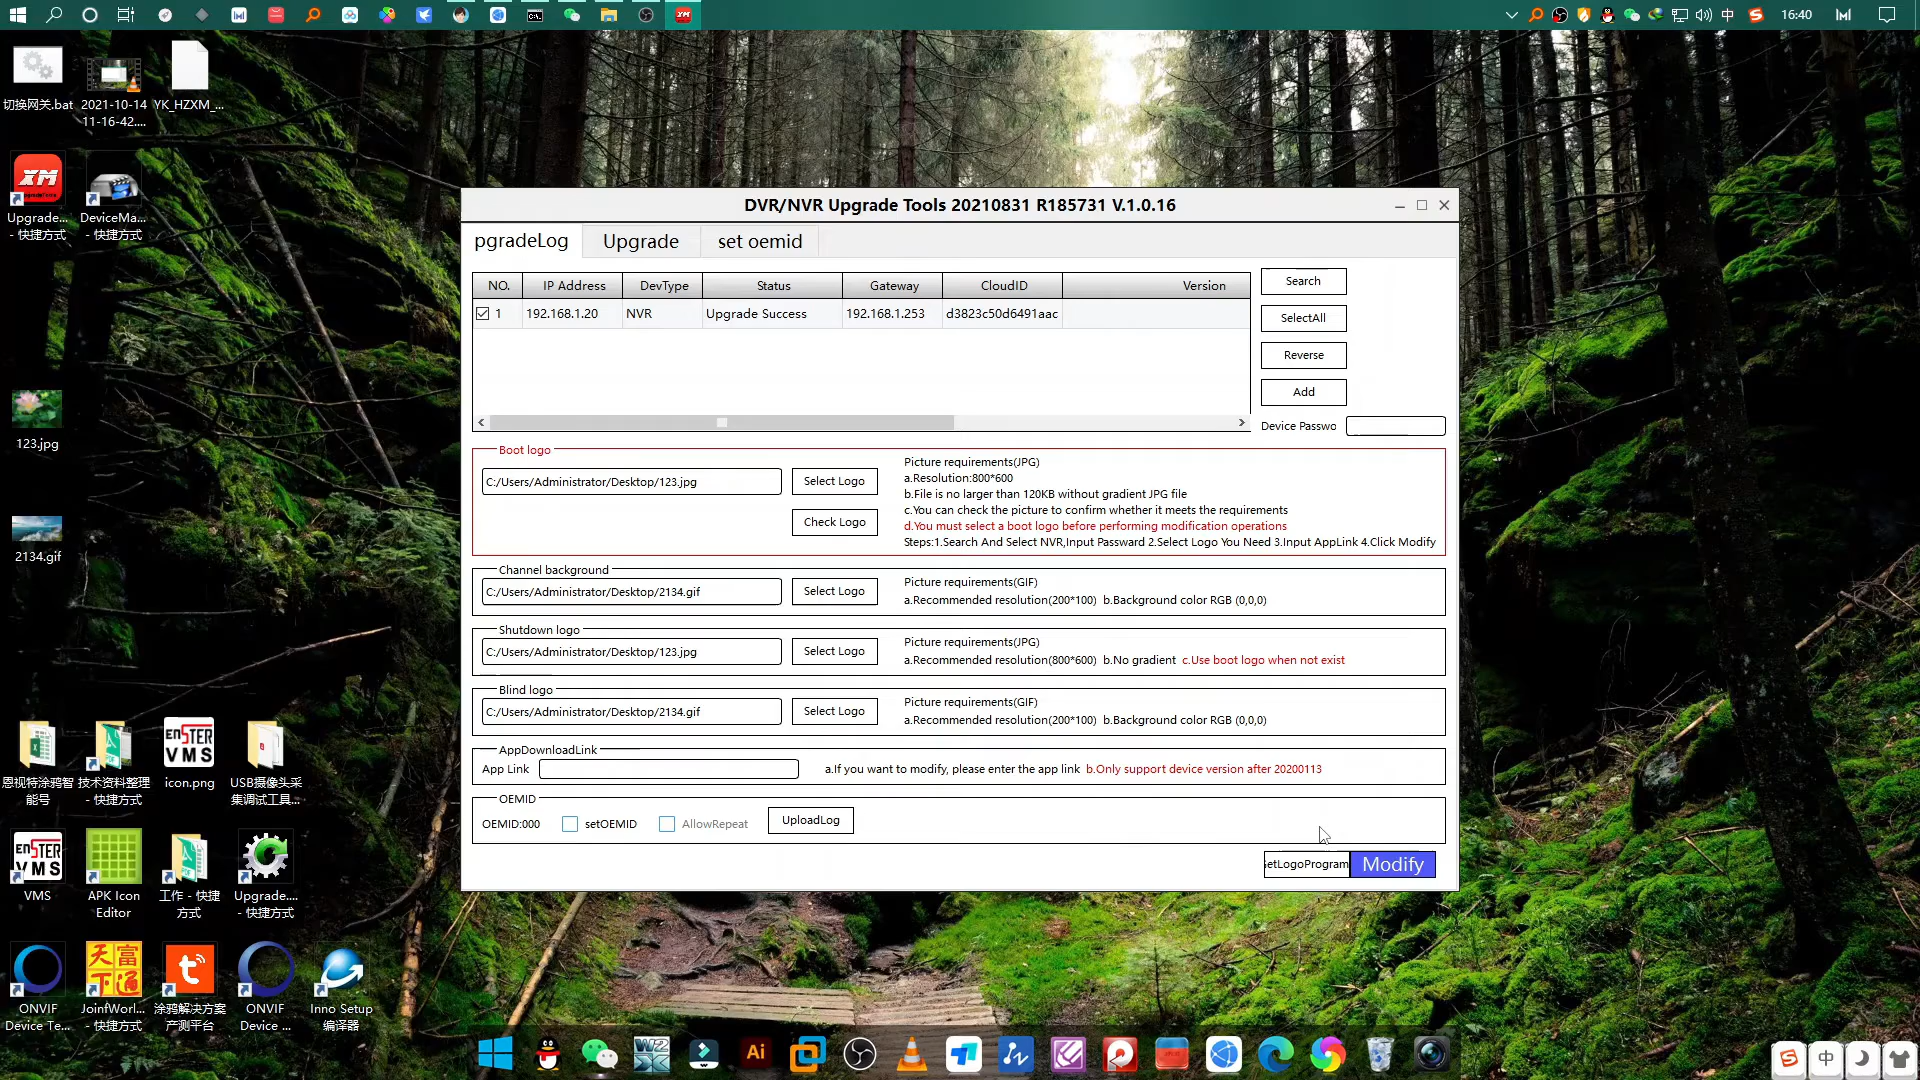 16:40
中
切换网关.bat
2021-10-14
11-16-42....
YK_HZXM_...
XM
Upgrade...
- 快捷方式
DeviceMa...
- 快捷方式
123.jpg
2134.gif
恩视特涂鸦智
能号
技术资料整理
- 快捷方式
ENSTER
VMS
icon.png
USB摄像头采
集调试工具...
ENSTER
VMS
VMS
APK Icon
Editor
工作 - 快捷
方式
Upgrade....
- 快捷方式
ONVIF
Device Te...
天富
下通
JoinfWorl...
- 快捷方式
涂鸦解决方案
产测平台
ONVIF
Device ...
Inno Setup
编译器
DVR/NVR Upgrade Tools 20210831 R185731 V.1.0.16
pgradeLog
Upgrade
set oemid
NO. IP Address DevType Status Gateway CloudID Version
1 192.168.1.20 NVR Upgrade Success 192.168.1.253 d3823c50d6491aac
Search
SelectAll
Reverse
Add
Device Passwo
Boot logo
C:/Users/Administrator/Desktop/123.jpg
Select Logo
Check Logo
Picture requirements(JPG)
a.Resolution:800*600
b.File is no larger than 120KB without gradient JPG file
c.You can check the picture to confirm whether it meets the requirements
d.You must select a boot logo before performing modification operations
Steps:1.Search And Select NVR,Input Passward 2.Select Logo You Need 3.Input AppLink 4.Click Modify
Channel background
C:/Users/Administrator/Desktop/2134.gif
Select Logo
Picture requirements(GIF)
a.Recommended resolution(200*100) b.Background color RGB (0,0,0)
Shutdown logo
C:/Users/Administrator/Desktop/123.jpg
Select Logo
Picture requirements(JPG)
a.Recommended resolution(800*600) b.No gradient c.Use boot logo when not exist
Blind logo
C:/Users/Administrator/Desktop/2134.gif
Select Logo
Picture requirements(GIF)
a.Recommended resolution(200*100) b.Background color RGB (0,0,0)
AppDownloadLink
App Link
a.If you want to modify, please enter the app link b.Only support device version after 20200113
OEMID
OEMID:000
setOEMID
AllowRepeat
UploadLog
etLogoProgram
Modify
Ai
中